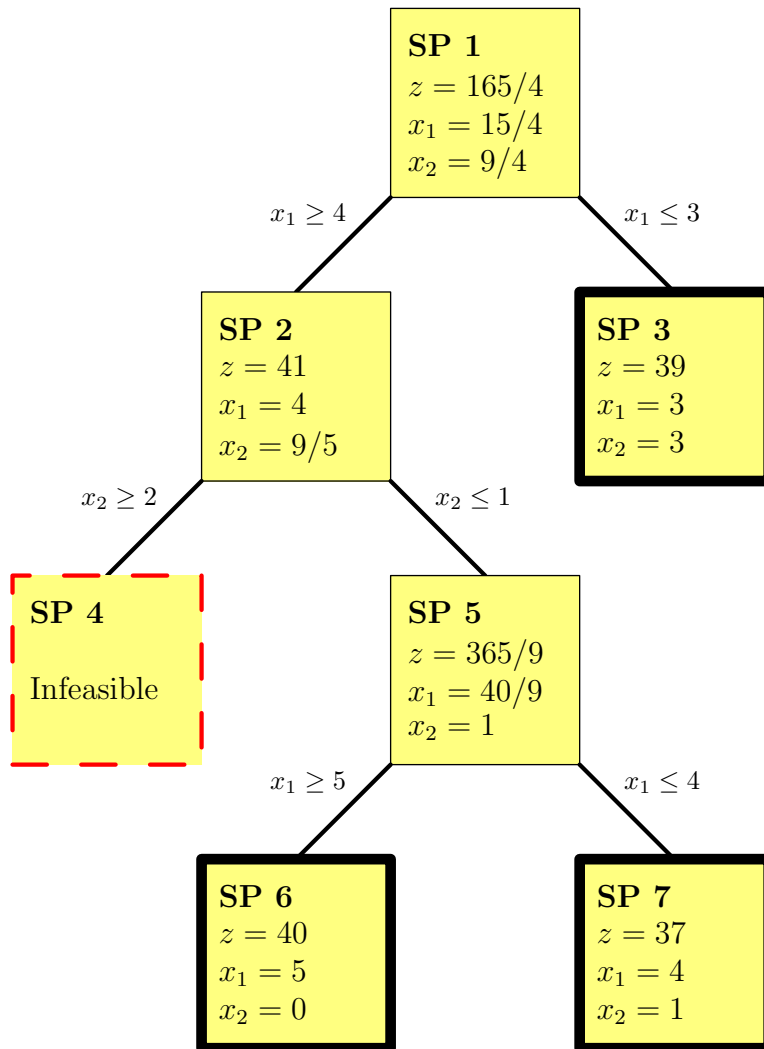 SP 1
z = 165/4
x₁ = 15/4
x₂ = 9/4
x₁ ≥ 4
x₁ ≤ 3
SP 2
z = 41
x₁ = 4
x₂ = 9/5
SP 3
z = 39
x₁ = 3
x₂ = 3
x₂ ≥ 2
x₂ ≤ 1
SP 4
Infeasible
SP 5
z = 365/9
x₁ = 40/9
x₂ = 1
x₁ ≥ 5
x₁ ≤ 4
SP 6
z = 40
x₁ = 5
x₂ = 0
SP 7
z = 37
x₁ = 4
x₂ = 1